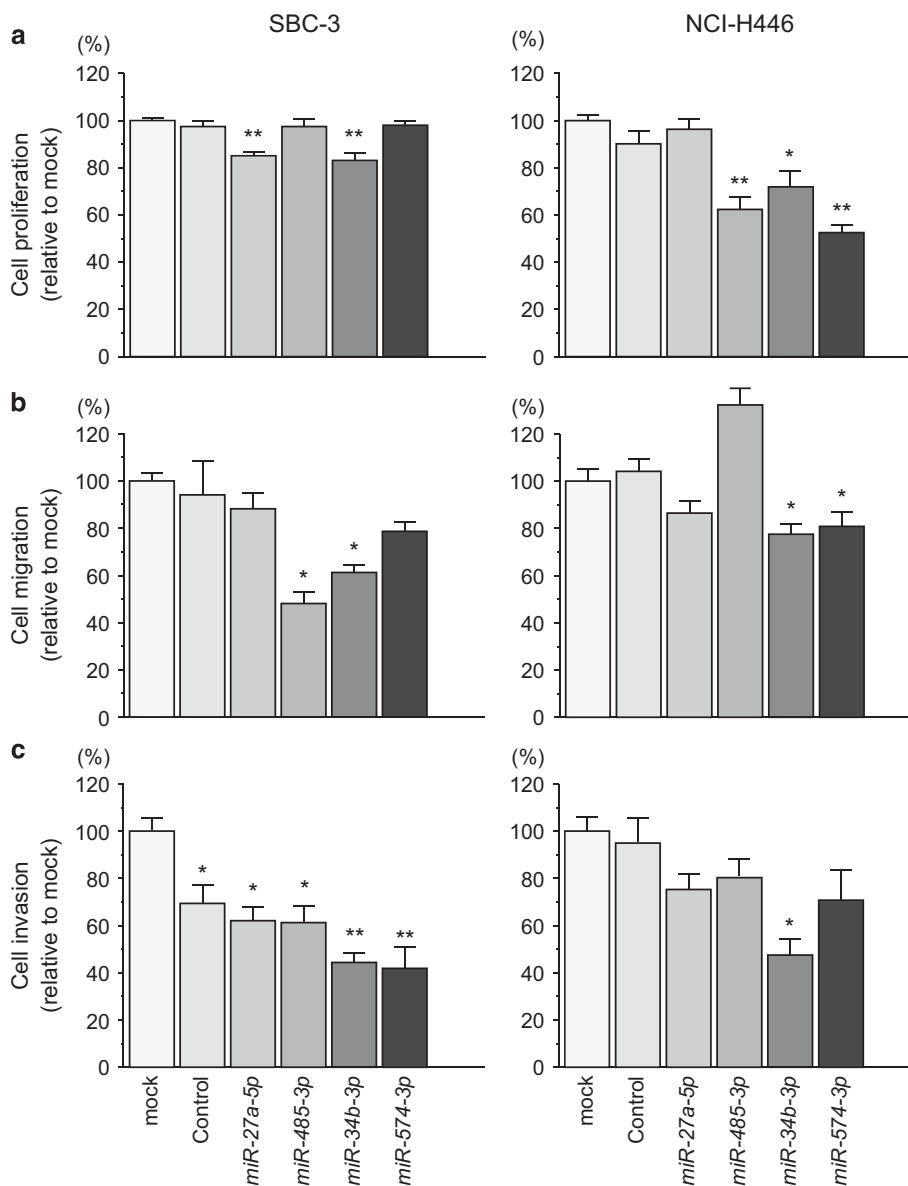 SBC-3
NCI-H446
a
(%)
(%)
120
100
80
60
40
20
0
Cell proliferation
(relative to mock)
**
**
120
100
80
60
40
20
0
**
*
**
b
(%)
(%)
120
100
80
60
40
20
0
Cell migration
(relative to mock)
*
*
120
100
80
60
40
20
0
*
*
c
(%)
(%)
120
100
80
60
40
20
0
Cell invasion
(relative to mock)
*
*
*
**
**
120
100
80
60
40
20
0
*
mock
Control
miR-27a-5p
miR-485-3p
miR-34b-3p
miR-574-3p
mock
Control
miR-27a-5p
miR-485-3p
miR-34b-3p
miR-574-3p